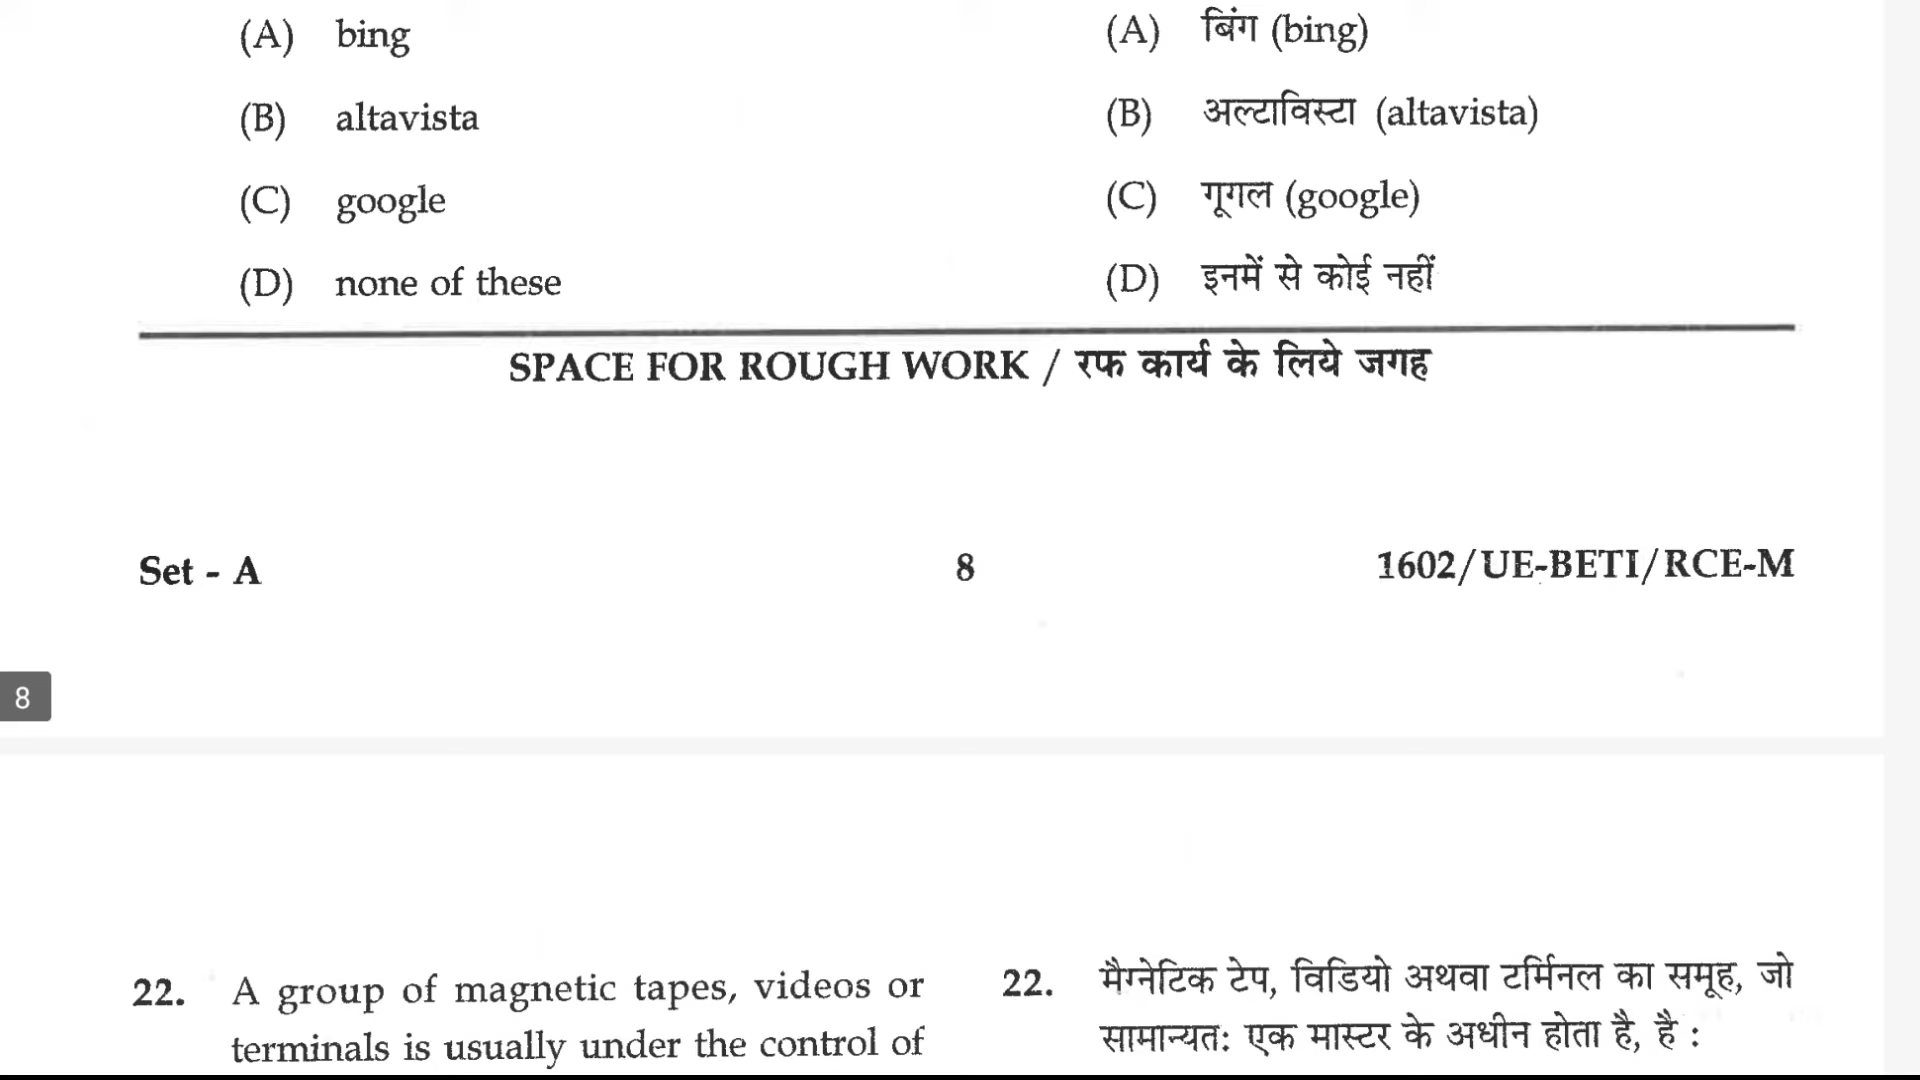 (A) bing
(B) altavista
(C) google
(D) none of these
(A) बिंग (bing)
(B) अल्टाविस्टा (altavista)
(C) गूगल (google)
(D) इनमें से कोई नहीं
SPACE FOR ROUGH WORK / रफ कार्य के लिये जगह
Set - A 8 1602/UE-BETI/RCE-M
8
22. A group of magnetic tapes, videos or
terminals is usually under the control of
22. मैग्नेटिक टेप, विडियो अथवा टर्मिनल का समूह, जो
सामान्यतः एक मास्टर के अधीन होता है, है :